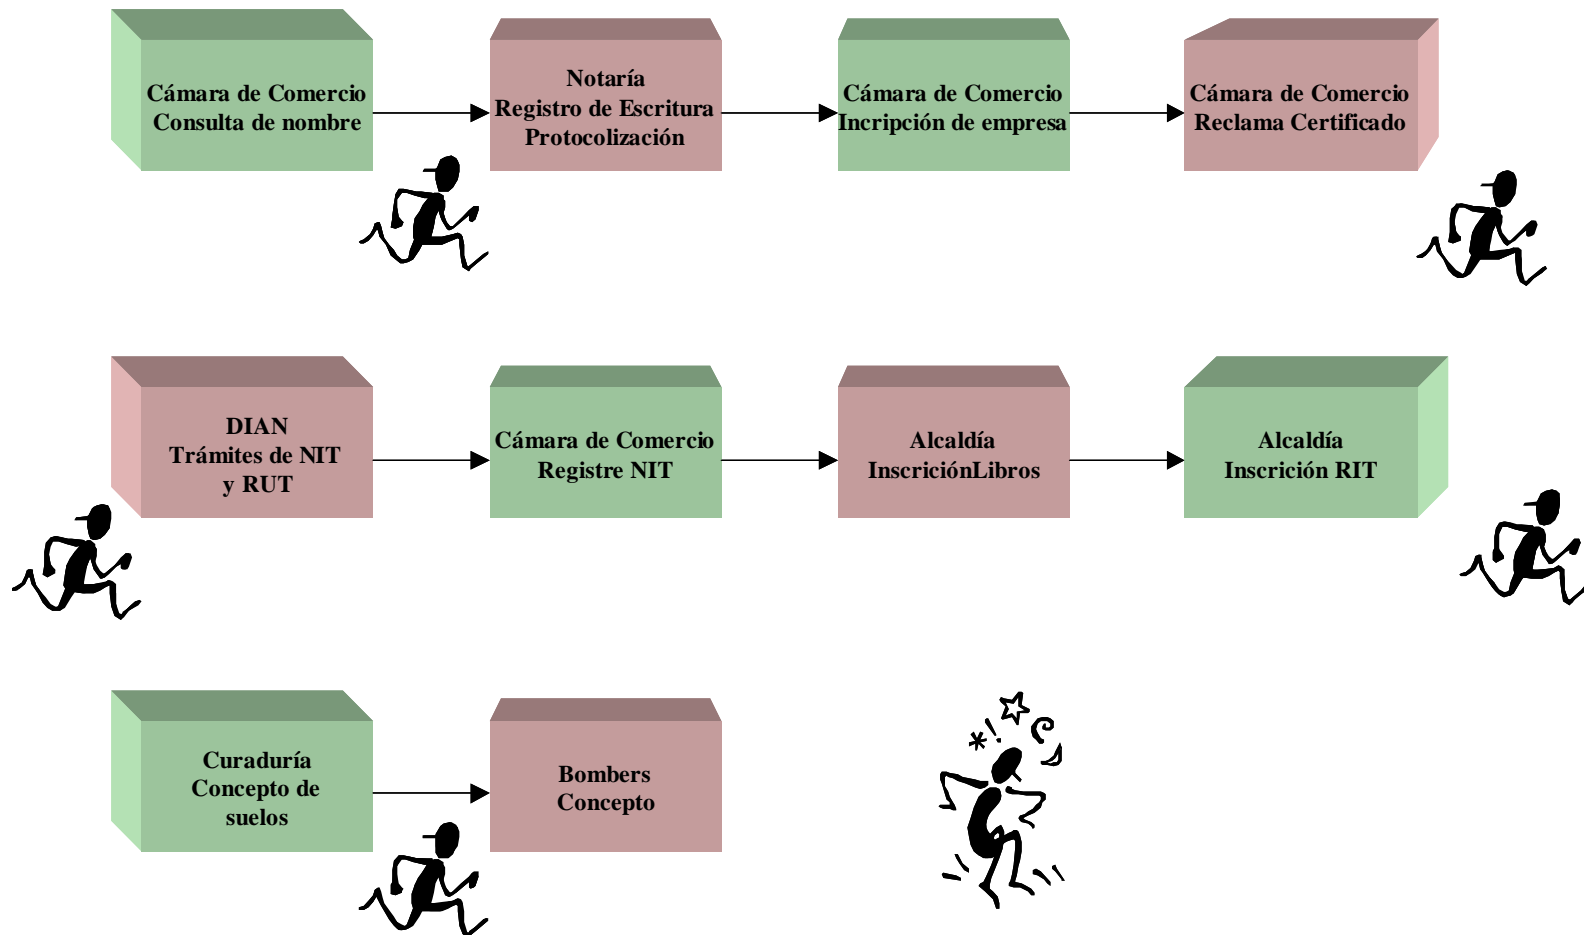 Cámara de Comercio
Consulta de nombre
Notaría
Registro de Escritura
Protocolización
Cámara de Comercio
Incripción de empresa
Cámara de Comercio
Reclama Certificado
DIAN
Trámites de NIT
y RUT
Cámara de Comercio
Registre NIT
Alcaldía
InscriciónLibros
Alcaldía
Inscrición RIT
Curaduría
Concepto de
suelos
Bombers
Concepto
*!